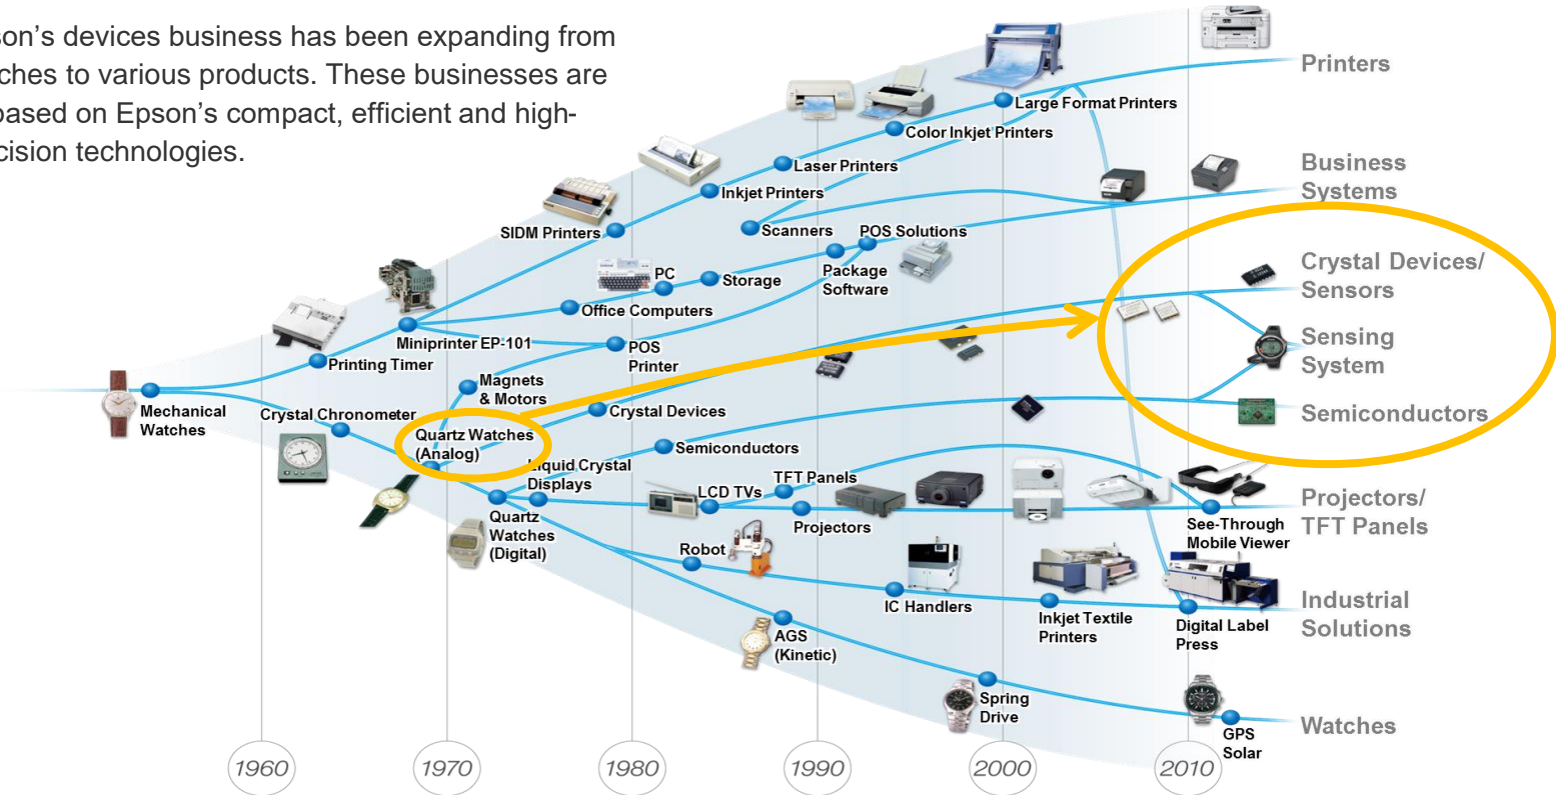 son's devices business has been expanding from
ches to various products. These businesses are
based on Epson's compact, efficient and high-
cision technologies.
Printers
Large Format Printers
Color Inkjet Printers
Laser Printers
Inkjet Printers
SIDM Printers
Business
Systems
Scanners
POS Solutions
Package
Software
PC
Storage
Office Computers
Crystal Devices/
Sensors
Sensing
System
Semiconductors
Miniprinter EP-101
Printing Timer
POS
Printer
Magnets
& Motors
Mechanical
Watches
Crystal Chronometer
Crystal Devices
Quartz Watches
(Analog)
Semiconductors
Liquid Crystal
Displays
LCD TVs
TFT Panels
Projectors
Quartz
Watches
(Digital)
See-Through
Mobile Viewer
Projectors/
TFT Panels
Robot
IC Handlers
Inkjet Textile
Printers
Digital Label
Press
Industrial
Solutions
AGS
(Kinetic)
Spring
Drive
GPS
Solar
Watches
1960
1970
1980
1990
2000
2010